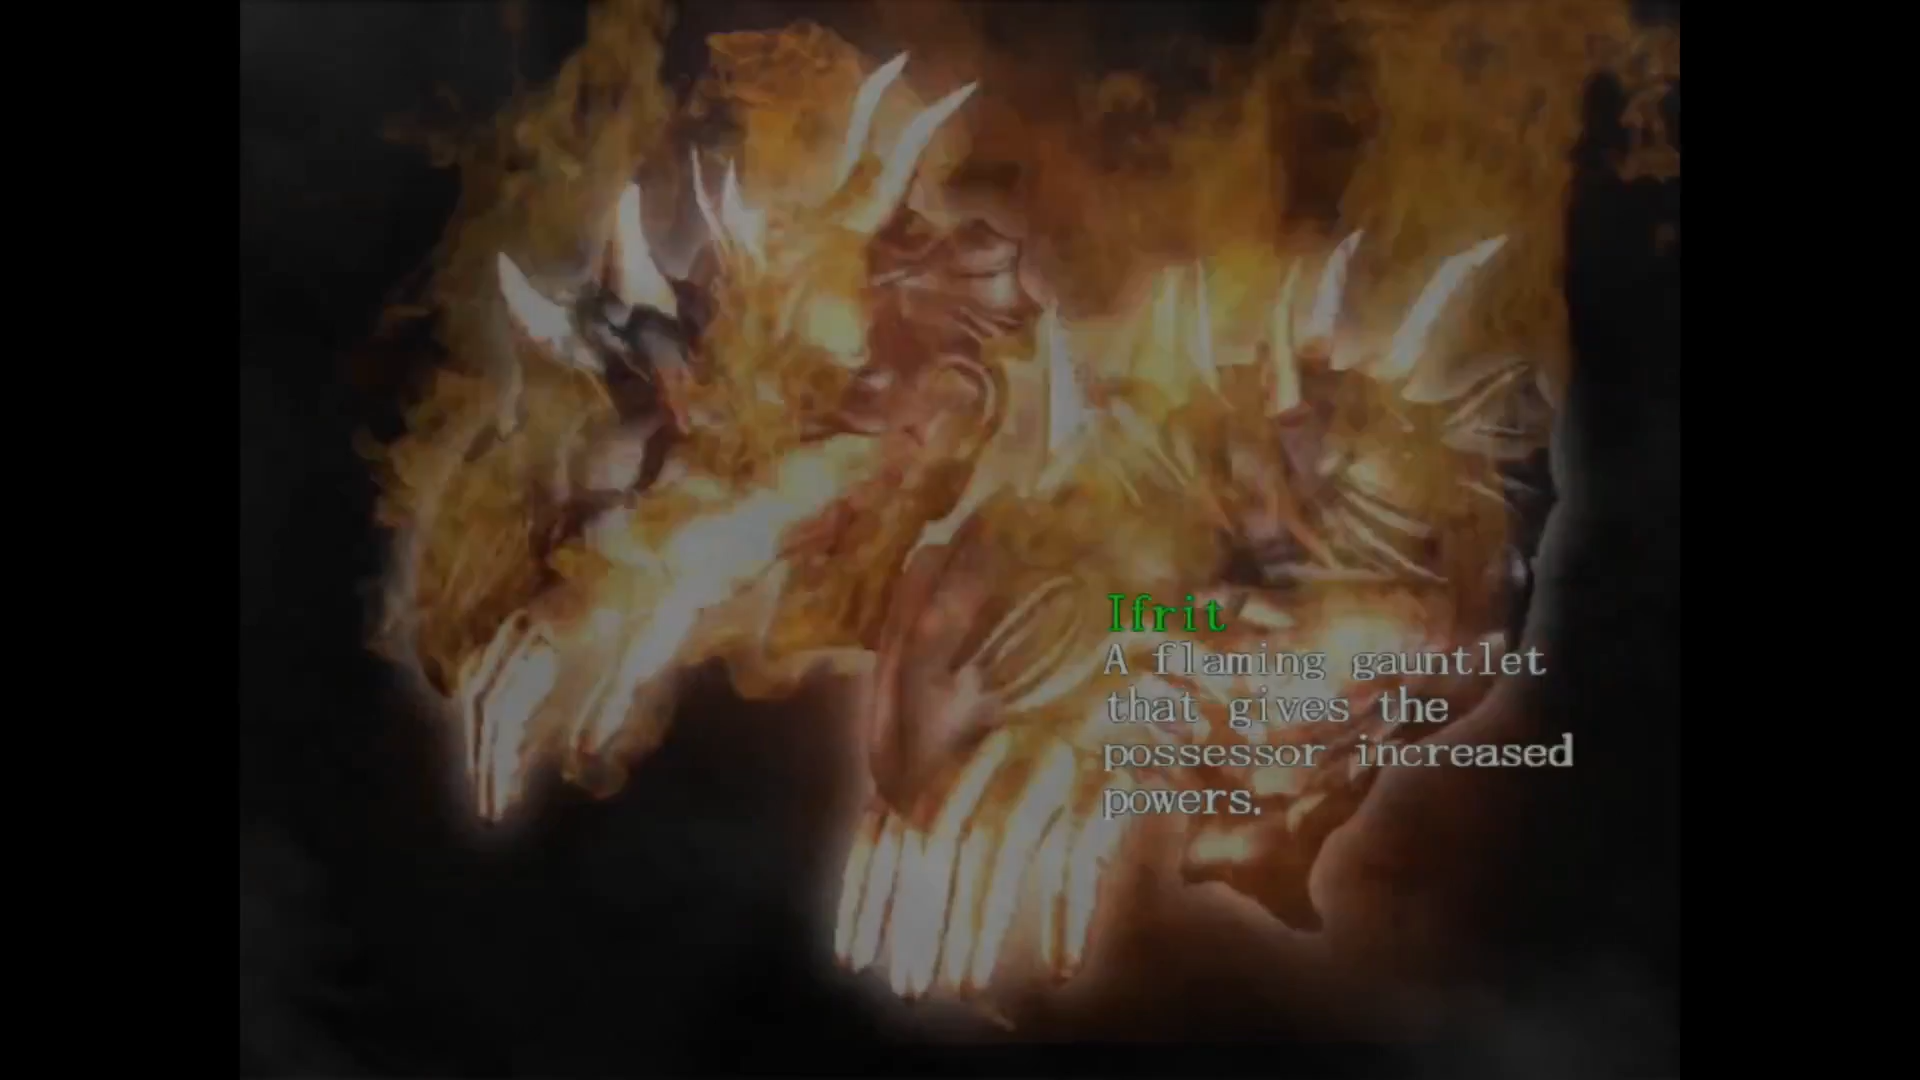 Ifrit
A flaming gauntlet
that gives the
possessor increased
powers.